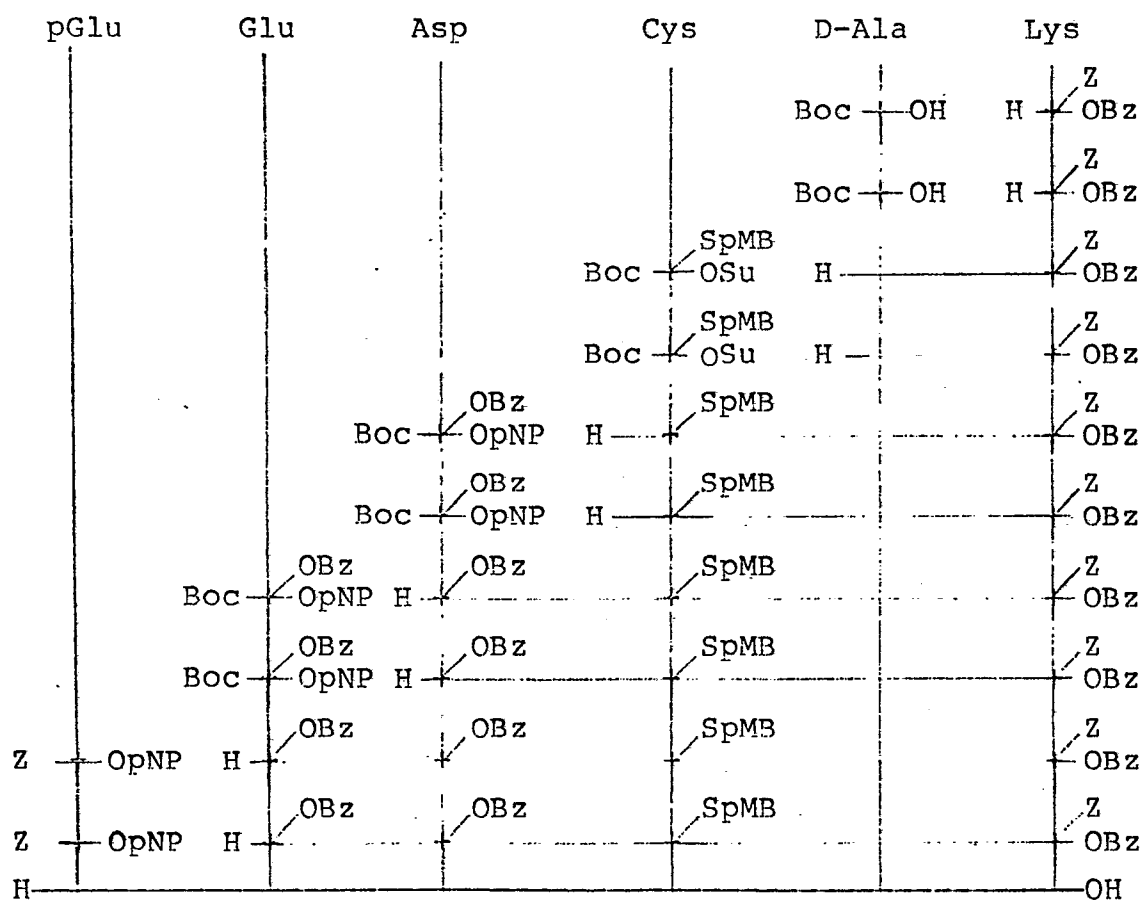 pGlu Glu Asp Cys D-Ala Lys
Z
Boc OH H OBz
Z
Boc OH H OBz
SpMB Z
Boc OSu H OBz
SpMB Z
Boc OSu H OBz
OBz SpMB Z
Boc OpNP H OBz
OBz SpMB Z
Boc OpNP H OBz
OBz OBz SpMB Z
Boc OpNP H OBz
OBz OBz SpMB Z
Boc OpNP H OBz
OBz OBz SpMB Z
Z OpNP H OBz
OBz OBz SpMB Z
Z OpNP H OBz
H OH